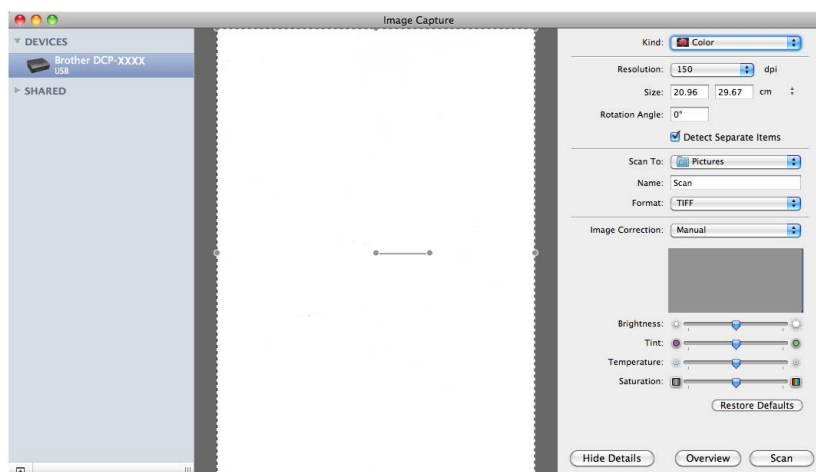 Image Capture
DEVICES
Brother DCP-XXXX
USB
SHARED
Kind: Color
Resolution: 150 dpi
Size: 20.96 29.67 cm
Rotation Angle: 0°
Detect Separate Items
Scan To: Pictures
Name: Scan
Format: TIFF
Image Correction: Manual
Brightness:
Tint:
Temperature:
Saturation:
Restore Defaults
Hide Details Overview Scan